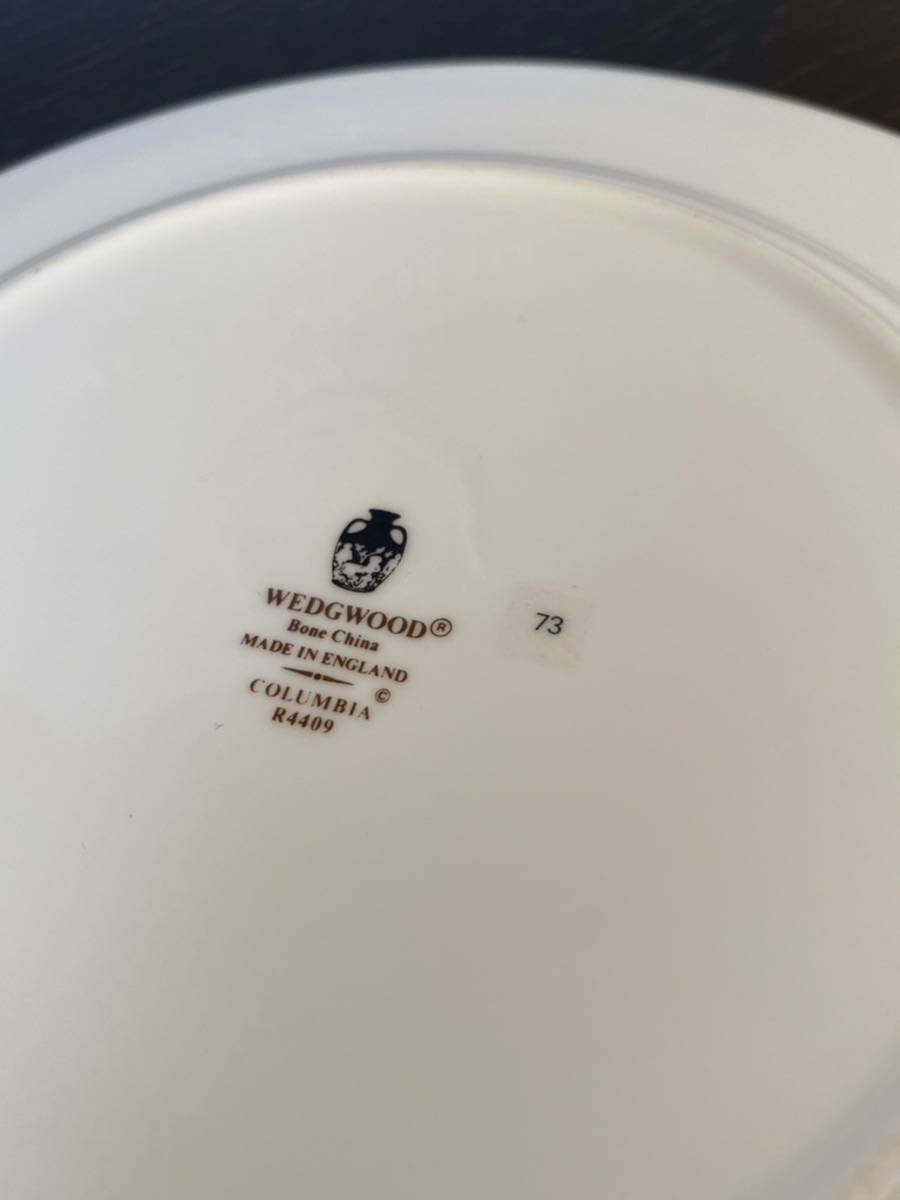 WEDGWOOD®
Bone China
MADE IN ENGLAND
COLUMBIA ©
R4409
73